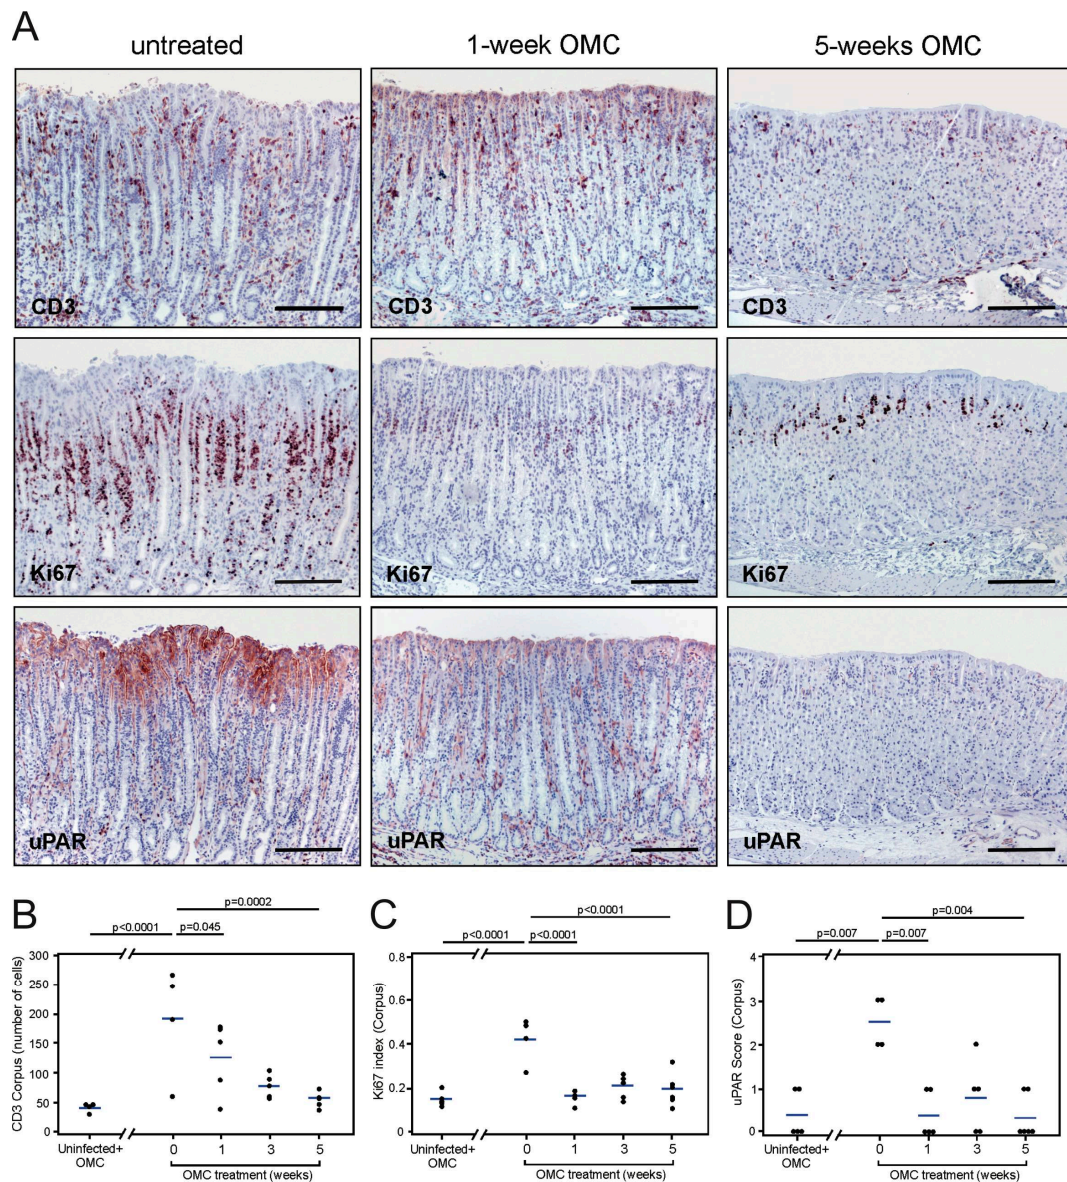 A
untreated
1-week OMC
5-weeks OMC
CD3
CD3
CD3
Ki67
Ki67
Ki67
uPAR
uPAR
uPAR
B
p=0.0002
p<0.0001
p=0.045
CD3 Corpus (number of cells)
300
250
200
150
100
50
0
Uninfected+
OMC
0
1
3
5
OMC treatment (weeks)
C
p<0.0001
p<0.0001
p<0.0001
Ki67 index (Corpus)
0.8
0.6
0.4
0.2
0
Uninfected+
OMC
0
1
3
5
OMC treatment (weeks)
D
p=0.004
p=0.007
p=0.007
uPAR Score (Corpus)
4
3
2
1
0
Uninfected+
OMC
0
1
3
5
OMC treatment (weeks)